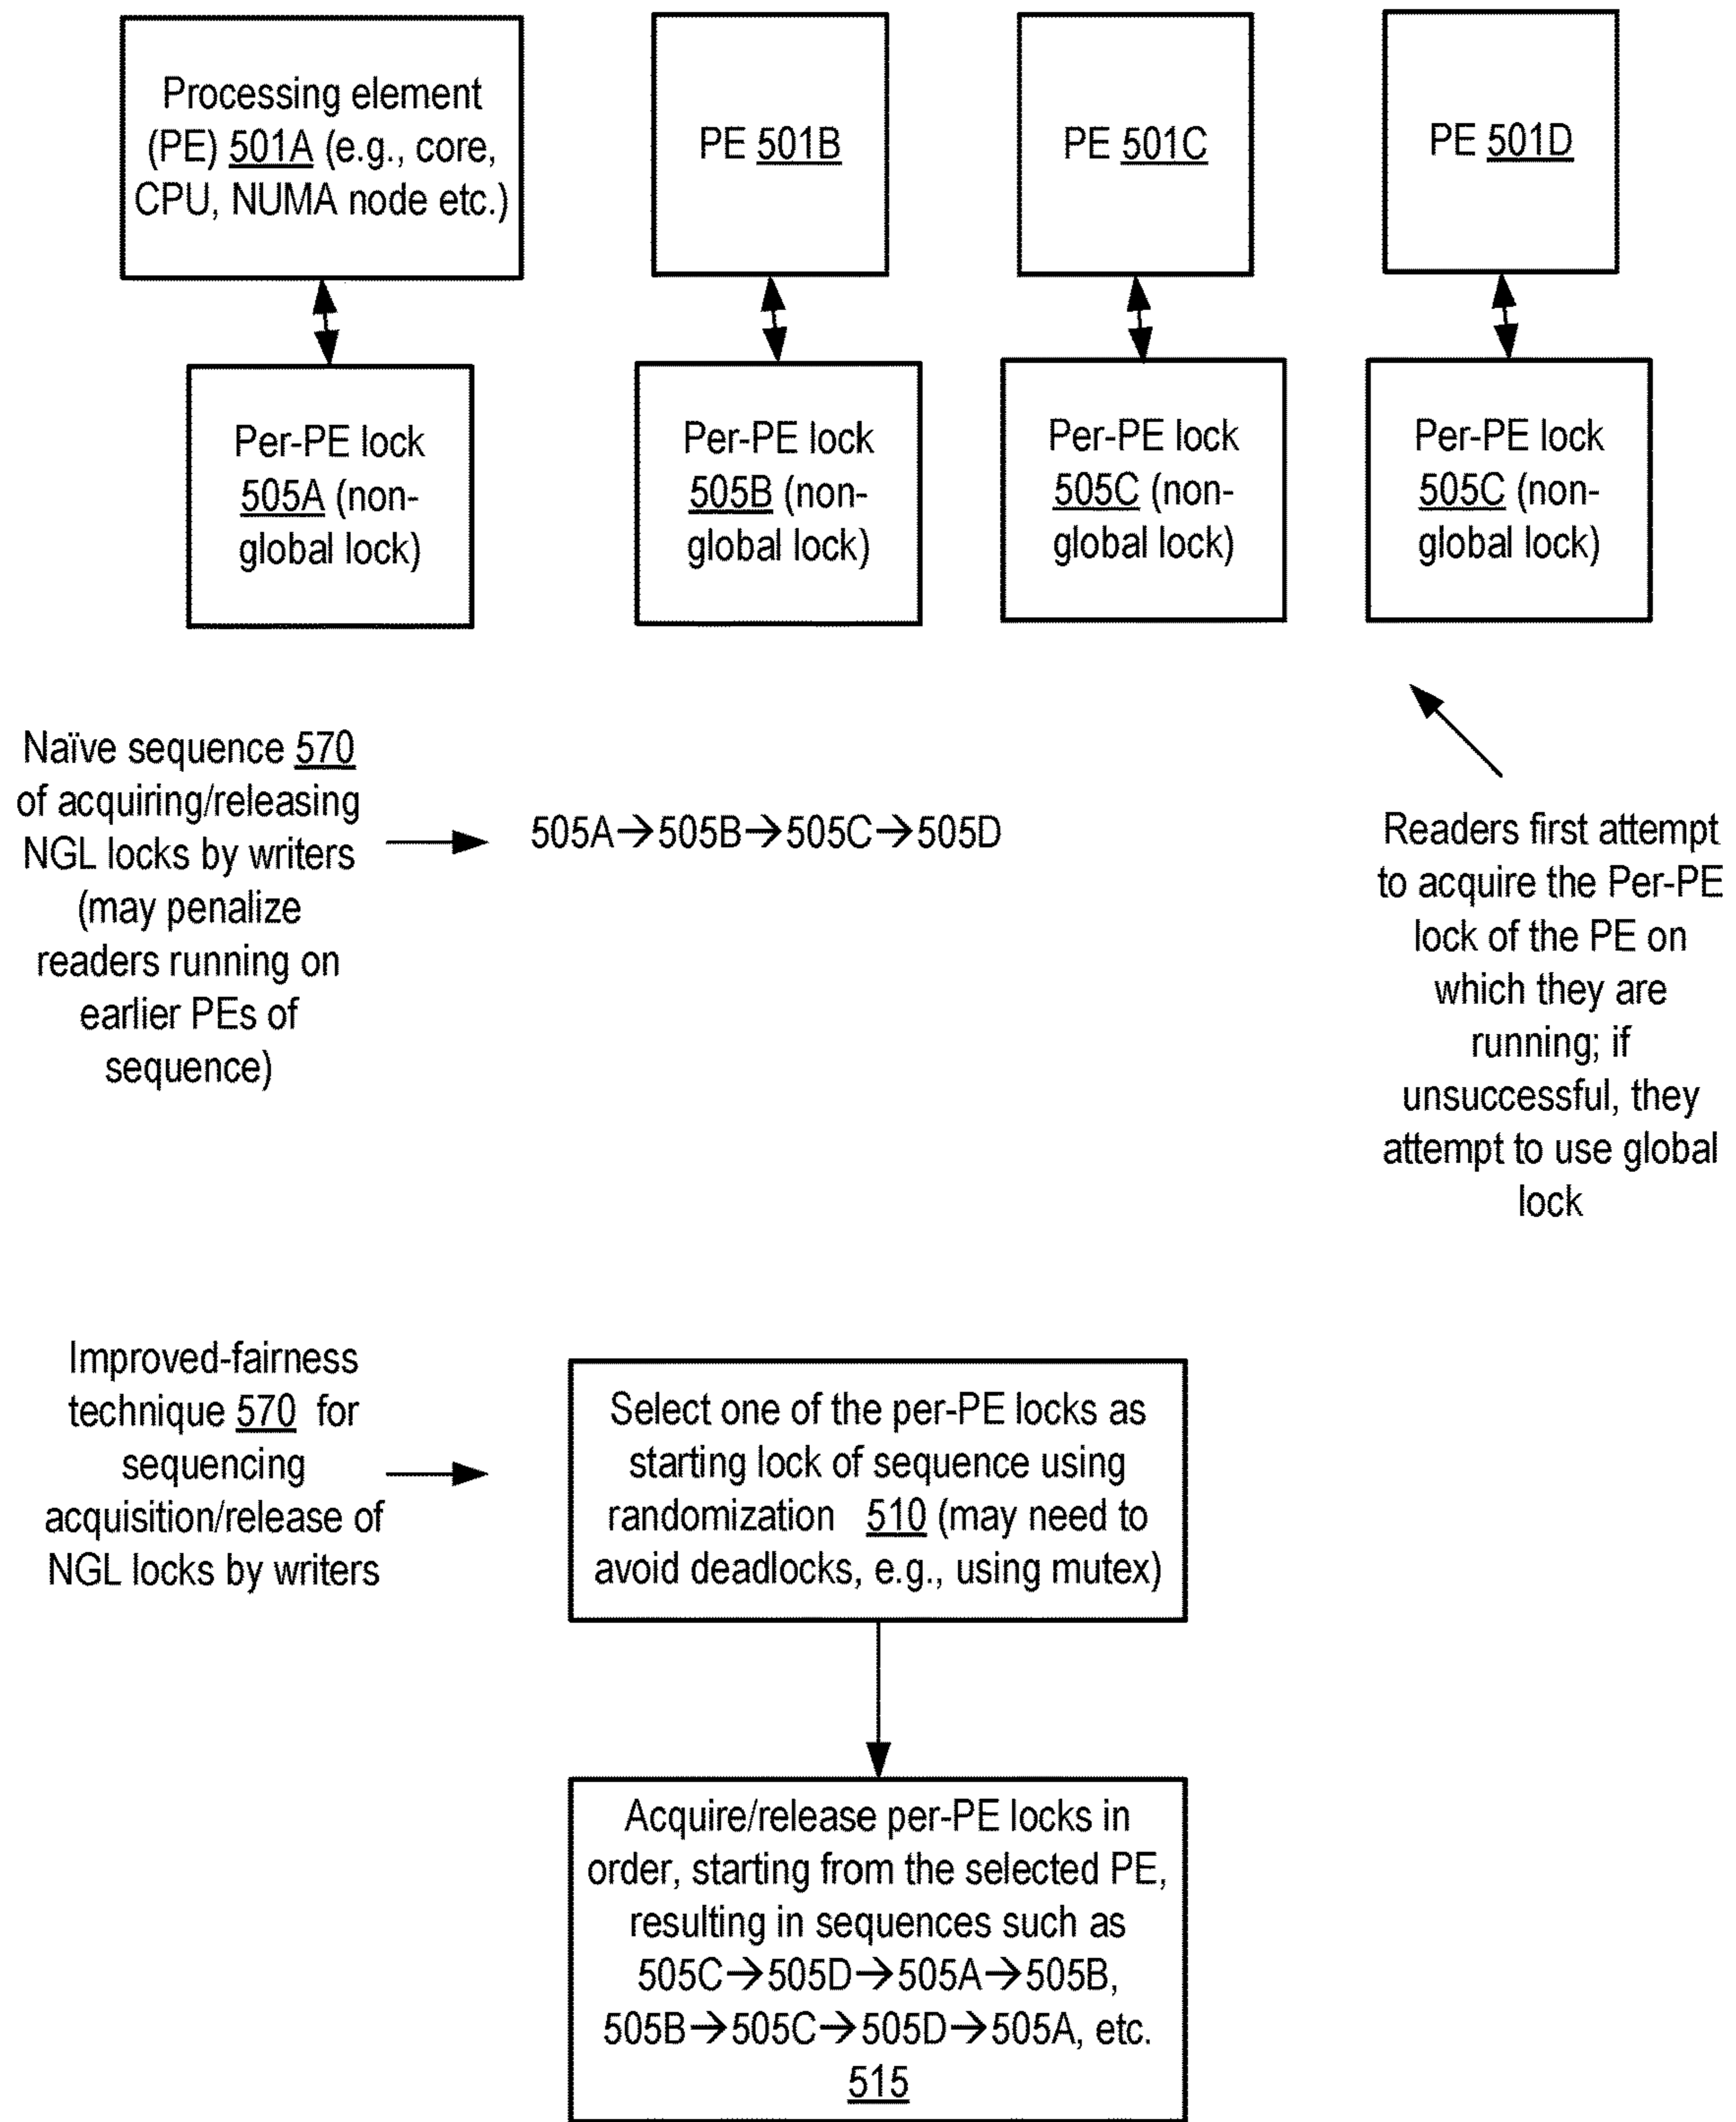 Processing element
(PE) 501A (e.g., core,
CPU, NUMA node etc.)
PE 501B
PE 501C
PE 501D
Per-PE lock
505A (non-
global lock)
Per-PE lock
505B (non-
global lock)
Per-PE lock
505C (non-
global lock)
Per-PE lock
505C (non-
global lock)
Naïve sequence 570
of acquiring/releasing
NGL locks by writers
(may penalize
readers running on
earlier PEs of
sequence)
505A→505B→505C→505D
Readers first attempt
to acquire the Per-PE
lock of the PE on
which they are
running; if
unsuccessful, they
attempt to use global
lock
Improved-fairness
technique 570 for
sequencing
acquisition/release of
NGL locks by writers
Select one of the per-PE locks as
starting lock of sequence using
randomization 510 (may need to
avoid deadlocks, e.g., using mutex)
Acquire/release per-PE locks in
order, starting from the selected PE,
resulting in sequences such as
505C→505D→505A→505B,
505B→505C→505D→505A, etc.
515